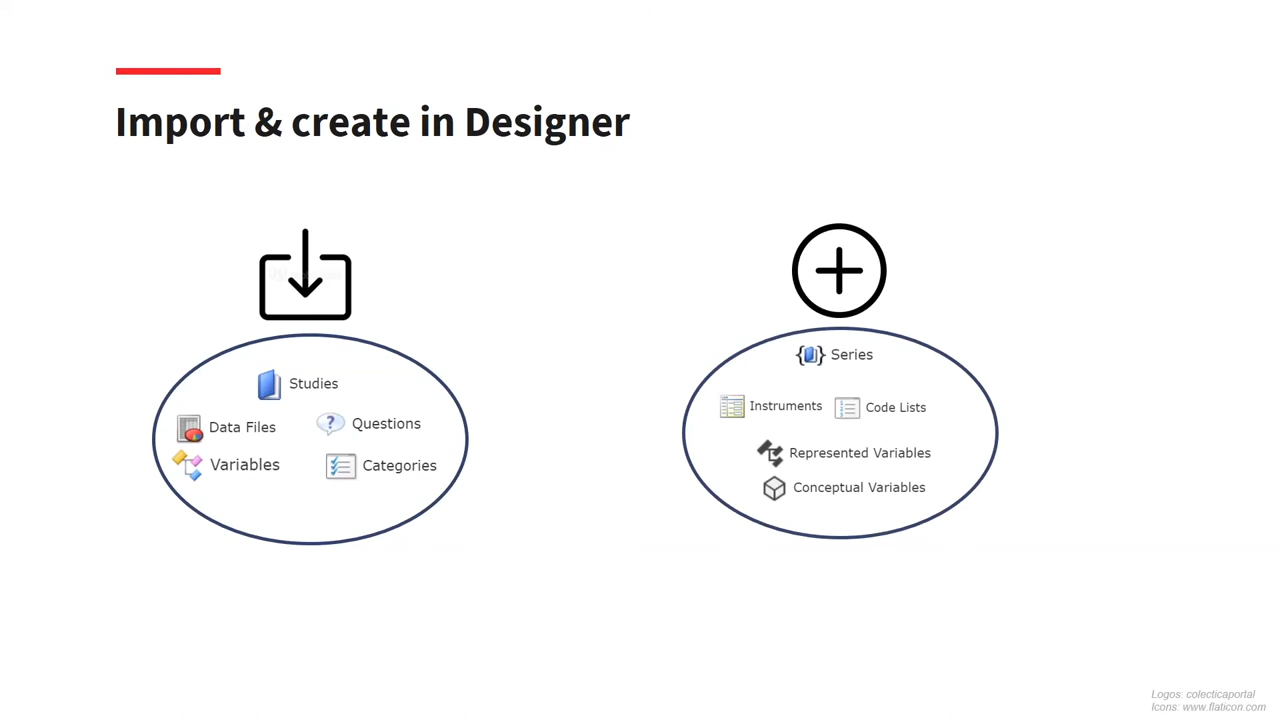 Import & create in Designer
Studies
Data Files
Questions
Variables
Categories
Series
Instruments
Code Lists
Represented Variables
Conceptual Variables
Logos: colecticaportal
Icons: www.flaticon.com